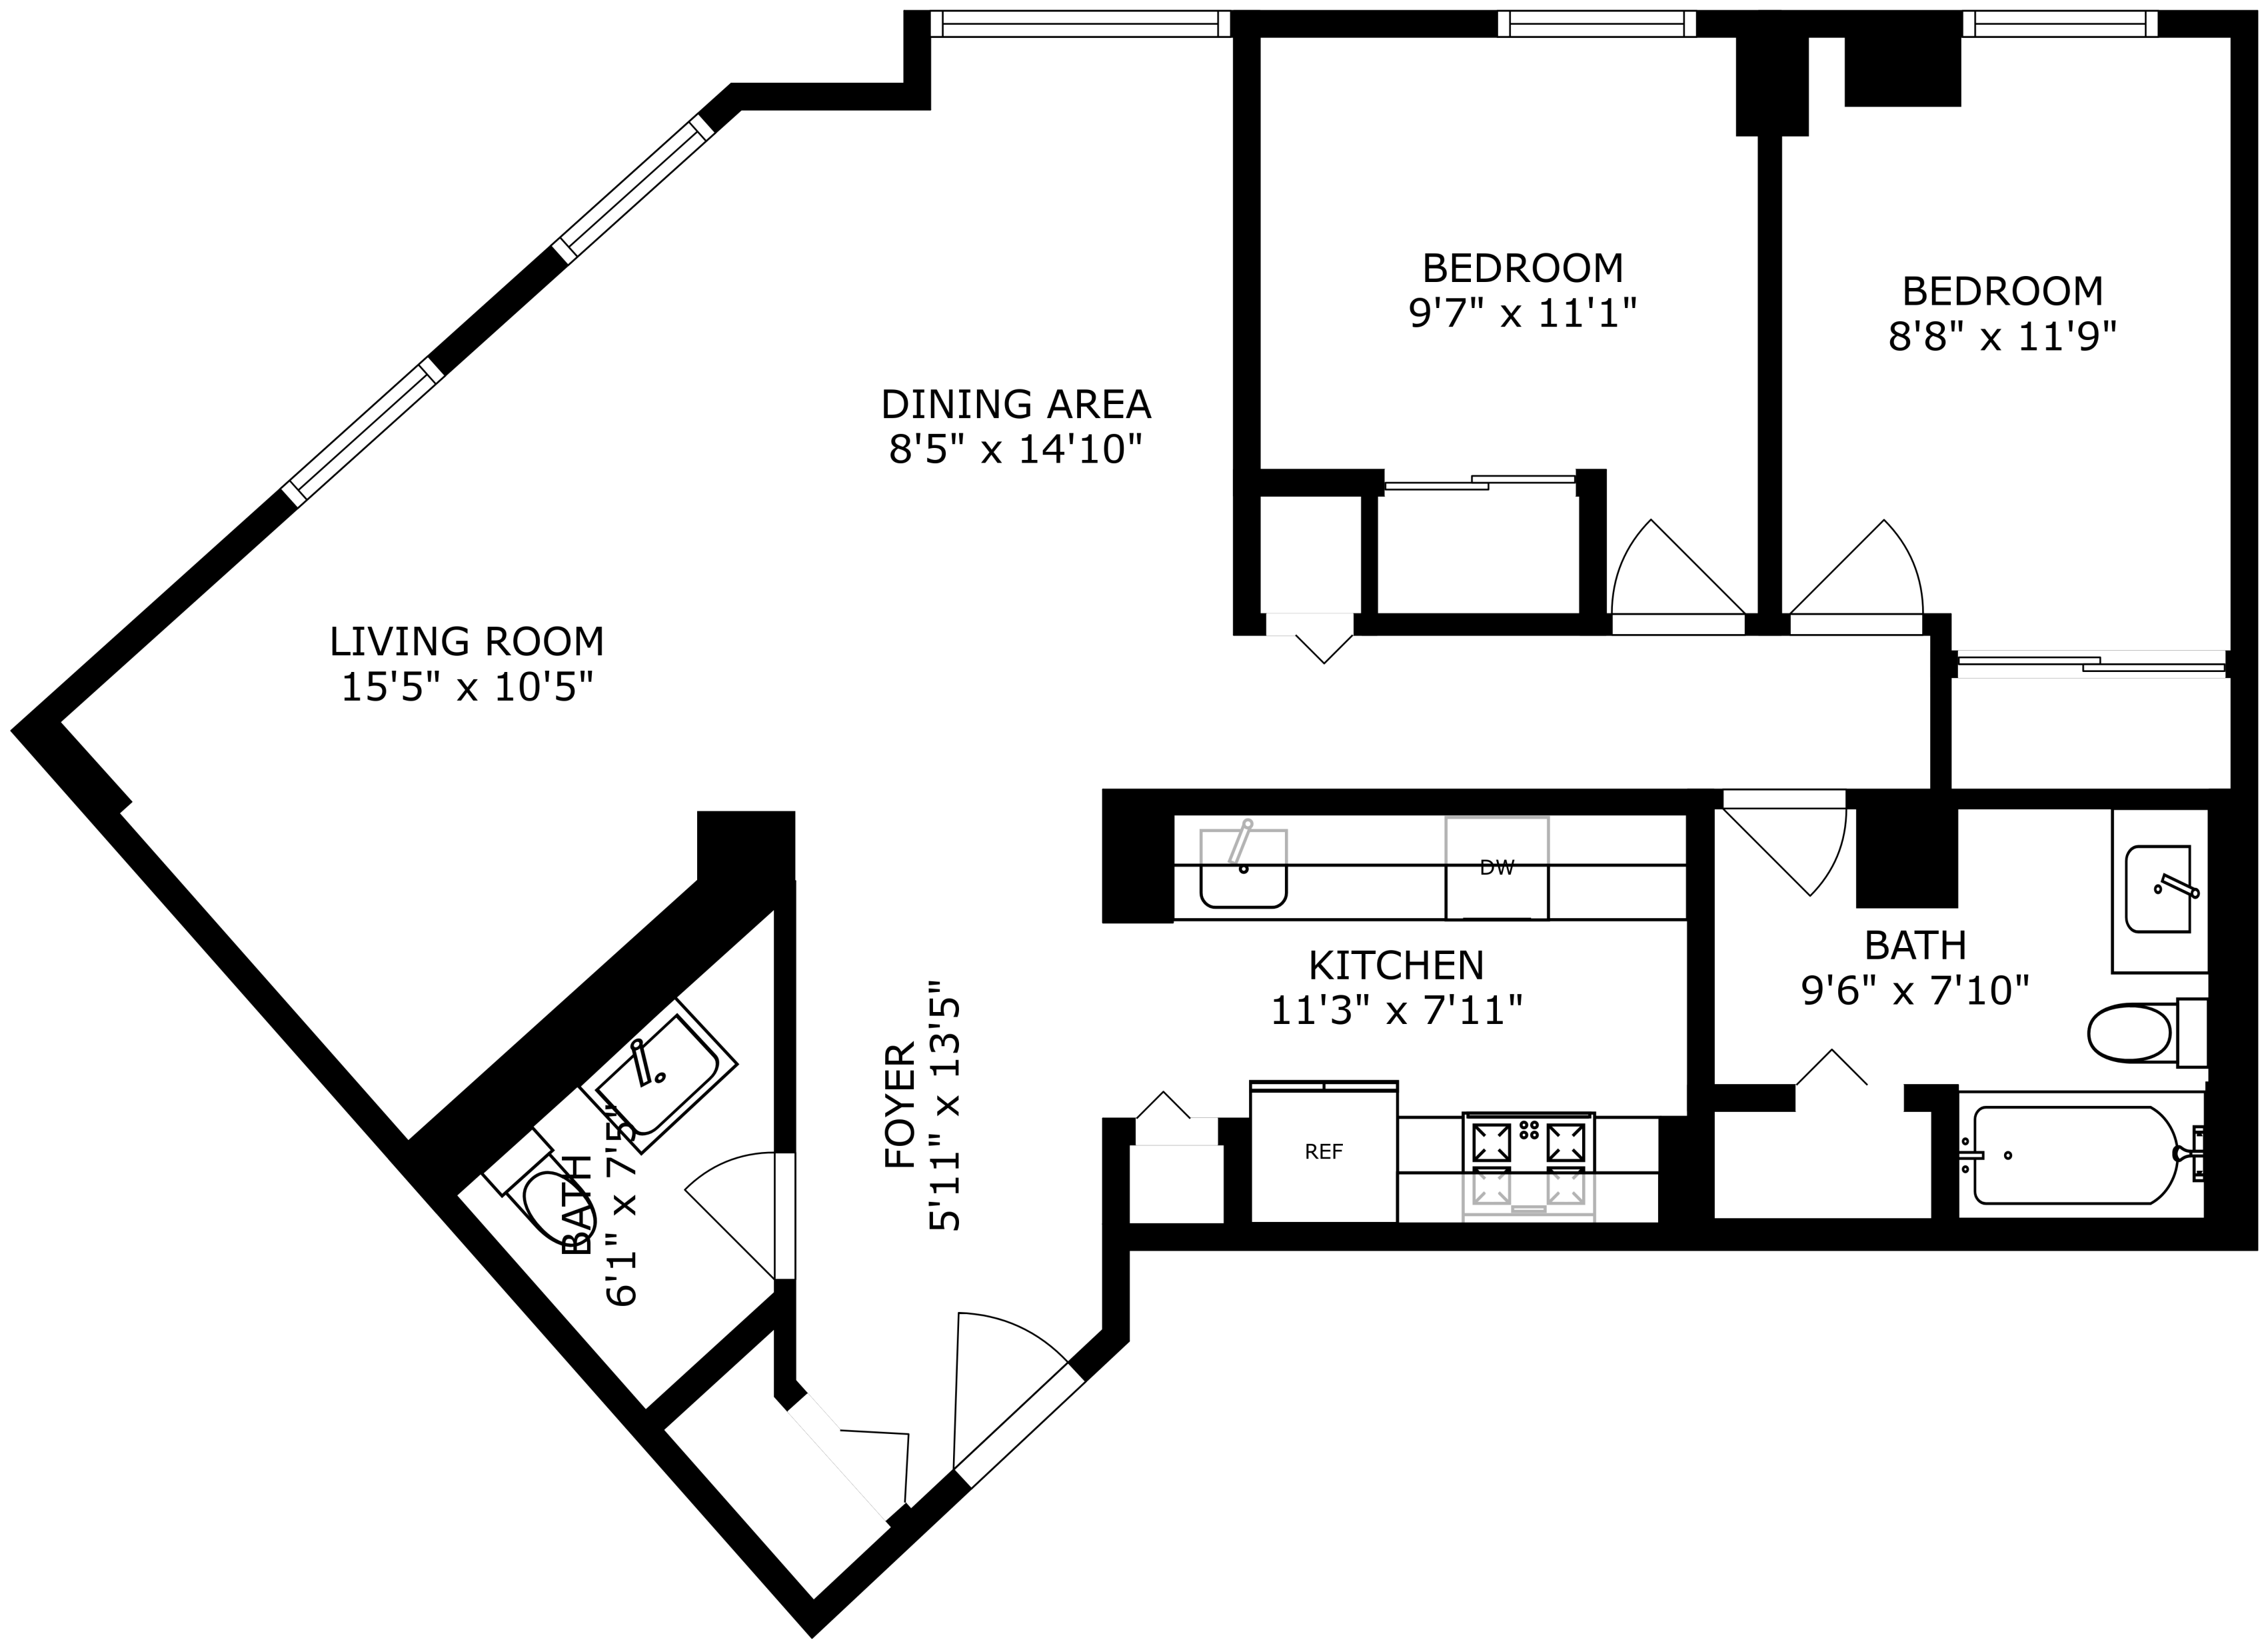 BEDROOM
9'7" x 11'1"
BEDROOM
8'8" x 11'9"
DINING AREA
8'5" x 14'10"
LIVING ROOM
15'5" x 10'5"
DW
KITCHEN
11'3" x 7'11"
BATH
9'6" x 7'10"
FOYER
5'11" x 13'5"
REF
BATH
6'1" x 7'5"